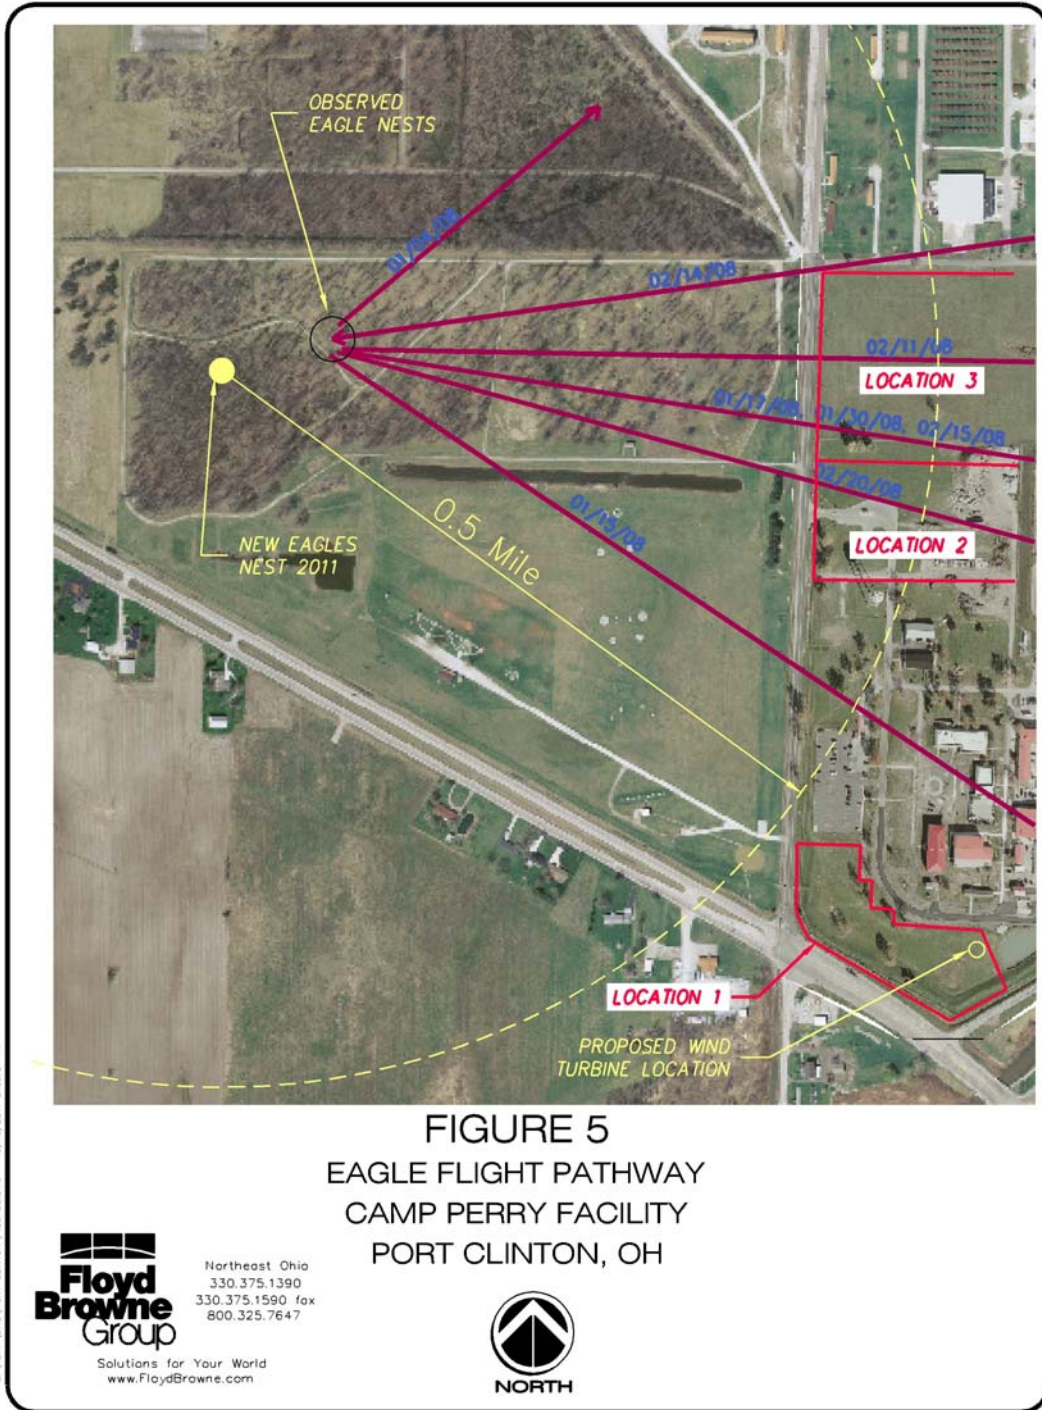 OBSERVED
EAGLE NESTS
01/04/08
02/14/08
02/11/08
LOCATION 3
01/17/08, 01/30/08, 02/15/08
02/20/08
LOCATION 2
01/15/08
0.5 Mile
NEW EAGLES
NEST 2011
LOCATION 1
PROPOSED WIND
TURBINE LOCATION
FIGURE 5
EAGLE FLIGHT PATHWAY
CAMP PERRY FACILITY
PORT CLINTON, OH
Floyd
Browne
Group
Northeast Ohio
330.375.1390
330.375.1590 fax
800.325.7647
Solutions for Your World
www.FloydBrowne.com
NORTH